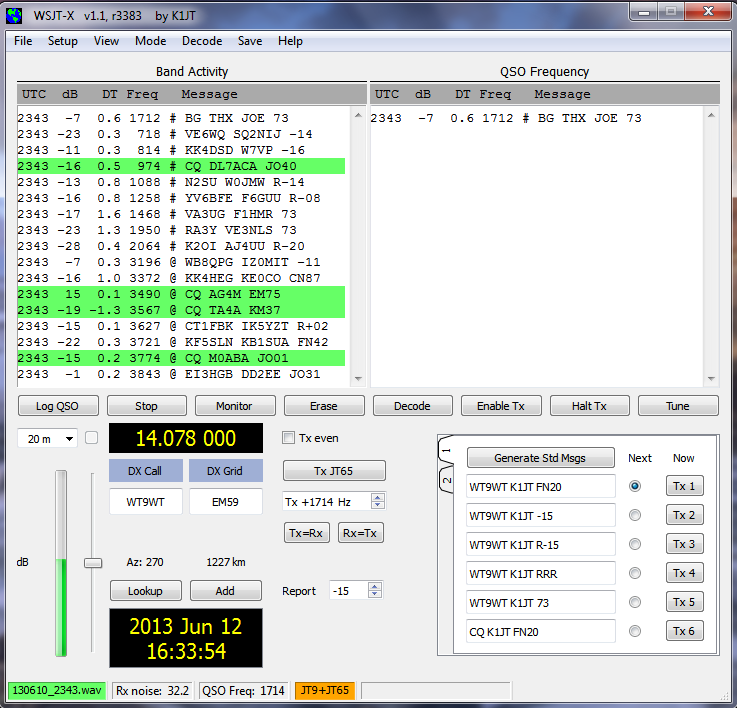 WSJT-X v1.1, r3383 by K1JT
File Setup View Mode Decode Save Help
Band Activity
UTC dB DT Freq Message
2343 -7 0.6 1712 # BG THX JOE 73
2343 -23 0.3 718 # VE6WQ SQ2NIJ -14
2343 -11 0.3 814 # KK4DSD W7VP -16
2343 -16 0.5 974 # CQ DL7ACA JO40
2343 -13 0.8 1088 # N2SU W0JMW R-14
2343 -16 0.8 1258 # YV6BFE F6GUU R-08
2343 -17 1.6 1468 # VA3UG F1HMR 73
2343 -23 1.3 1950 # RA3Y VE3NLS 73
2343 -28 0.4 2064 # K2OI AJ4UU R-20
2343 -7 0.3 3196 @ WB8QPG IZ0MIT -11
2343 -16 1.0 3372 @ KK4HEG KE0CO CN87
2343 15 0.1 3490 @ CQ AG4M EM75
2343 -19 -1.3 3567 @ CQ TA4A KM37
2343 -15 0.1 3627 @ CT1FBK IK5YZT R+02
2343 -22 0.3 3721 @ KF5SLN KB1SUA FN42
2343 -15 0.2 3774 @ CQ M0ABA JO01
2343 -1 0.2 3843 @ EI3HGB DD2EE JO31
QSO Frequency
UTC dB DT Freq Message
2343 -7 0.6 1712 # BG THX JOE 73
Log QSO Stop Monitor Erase Decode Enable Tx Halt Tx Tune
20 m
14.078 000
DX Call DX Grid
WT9WT EM59
Az: 270 1227 km
Lookup Add
dB
2013 Jun 12
16:33:54
Tx even
Tx JT65
Tx +1714 Hz
Tx=Rx Rx=Tx
Report -15
1
2
Generate Std Msgs Next Now
WT9WT K1JT FN20 Tx 1
WT9WT K1JT -15 Tx 2
WT9WT K1JT R-15 Tx 3
WT9WT K1JT RRR Tx 4
WT9WT K1JT 73 Tx 5
CQ K1JT FN20 Tx 6
130610_2343.wav Rx noise: 32.2 QSO Freq: 1714 JT9+JT65